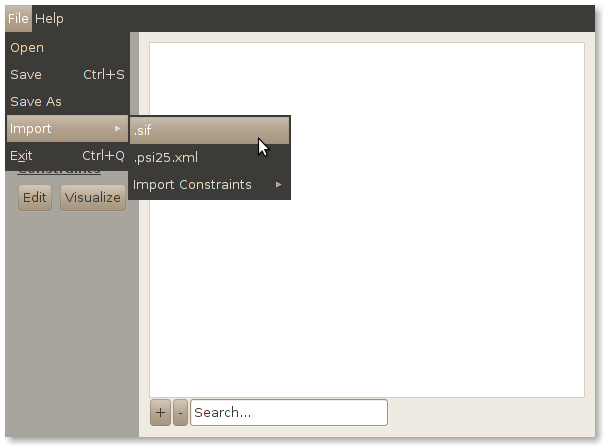 File Help
Open
Save Ctrl+S
Save As
Import
Exit Ctrl+Q
.sif
.psi25.xml
Import Constraints
Constraints
Edit Visualize
+ - Search...